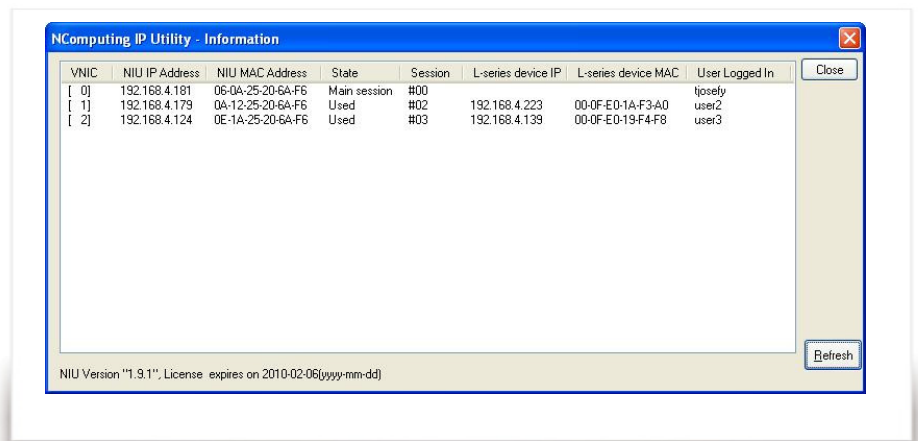 NComputing IP Utility - Information
VNIC NIU IP Address NIU MAC Address State Session L-series device IP L-series device MAC User Logged In Close
[ 0] 192.168.4.181 06-0A-25-20-6A-F6 Main session #00 tjosefy
[ 1] 192.168.4.179 0A-12-25-20-6A-F6 Used #02 192.168.4.223 00-0F-E0-1A-F3-A0 user2
[ 2] 192.168.4.124 0E-1A-25-20-6A-F6 Used #03 192.168.4.139 00-0F-E0-19-F4-F8 user3
Refresh
NIU Version "1.9.1", License expires on 2010-02-06(yyyy-mm-dd)